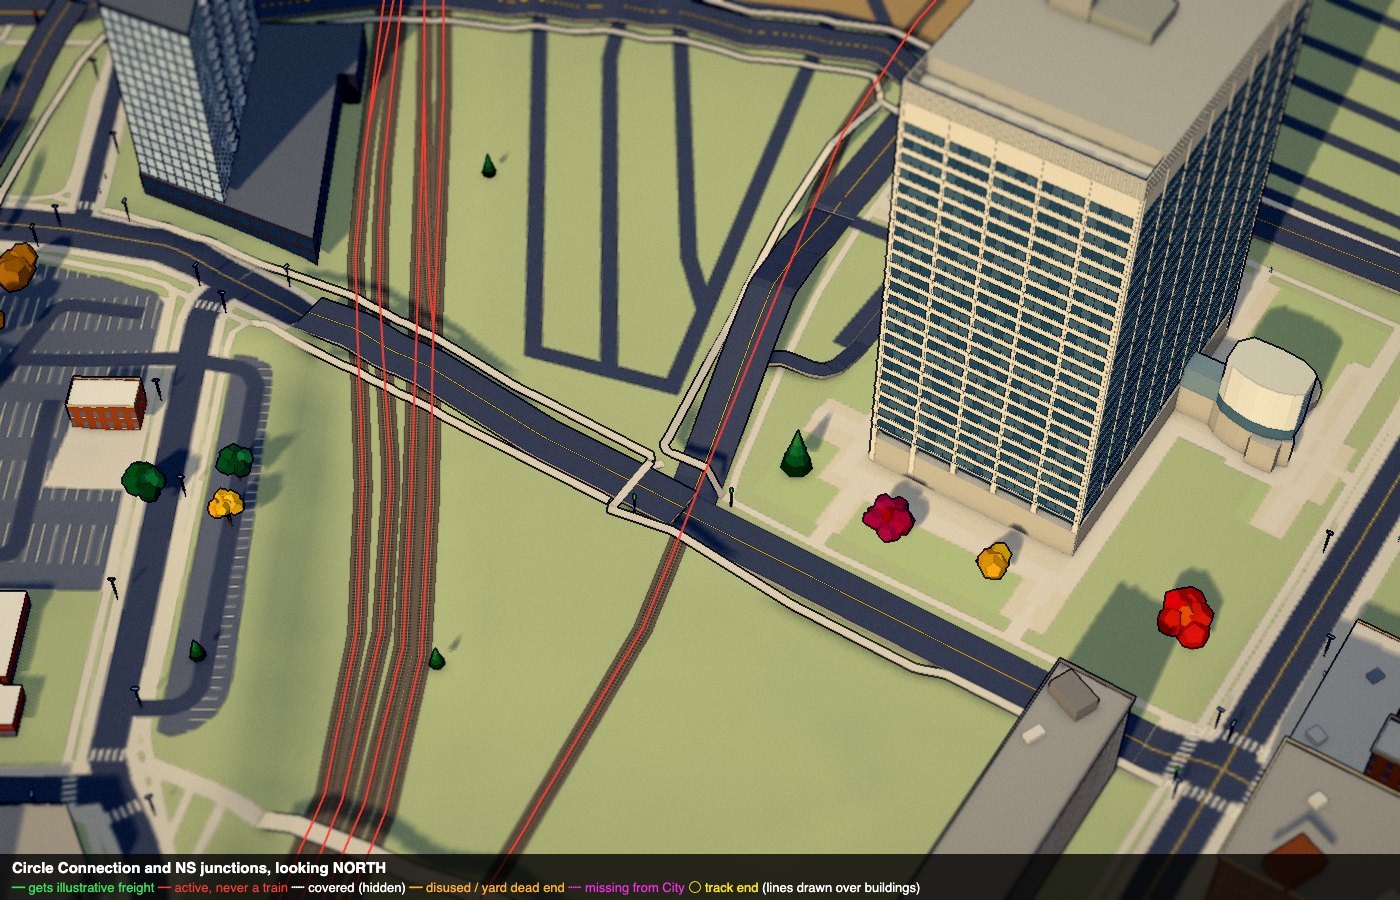 Circle Connection and NS junctions, looking NORTH
— gets illustrative freight — active, never a train — covered (hidden) — disused / yard dead end — missing from City ○ track end (lines drawn over buildings)